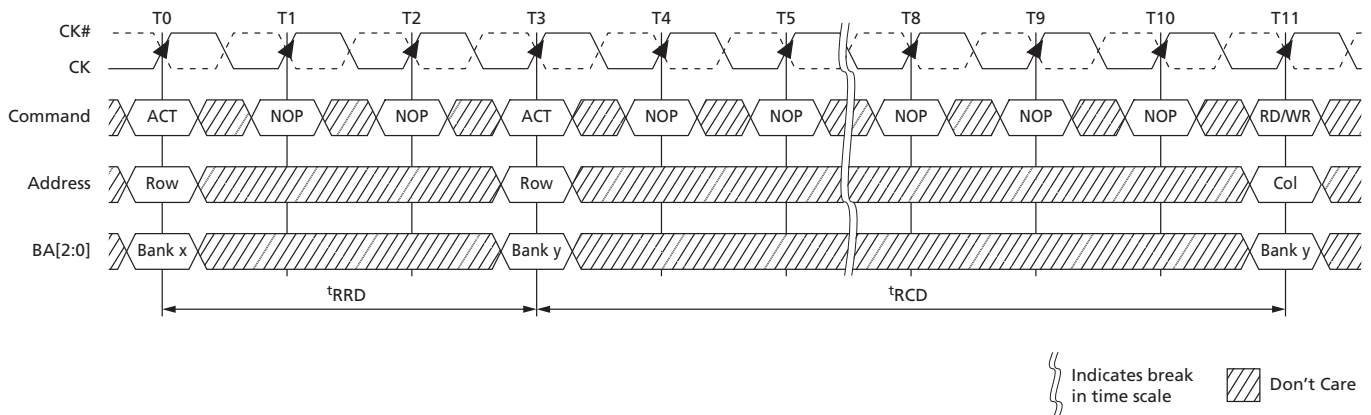 T0 T1 T2 T3 T4 T5 T8 T9 T10 T11
CK#
CK
Command ACT NOP NOP ACT NOP NOP NOP NOP NOP RD/WR
Address Row Row Col
BA[2:0] Bank x Bank y Bank y
tRRD tRCD
Indicates break
in time scale
Don't Care